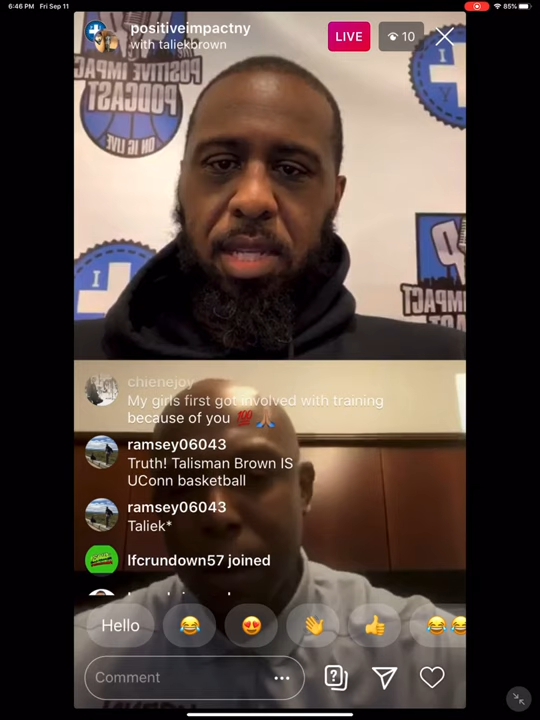 6:46 PM Fri Sep 11
85%
positiveimpactny
with taliekbrown
LIVE
10
POSITIVE IMPACT
PODCAST
ON IG LIVE
I
Y
IMPACT
I
chienejoy
My girls first got involved with training
because of you 💯🙏🏽
ramsey06043
Truth! Talisman Brown IS
UConn basketball
ramsey06043
Taliek*
lfcrundown57 joined
Hello
Comment